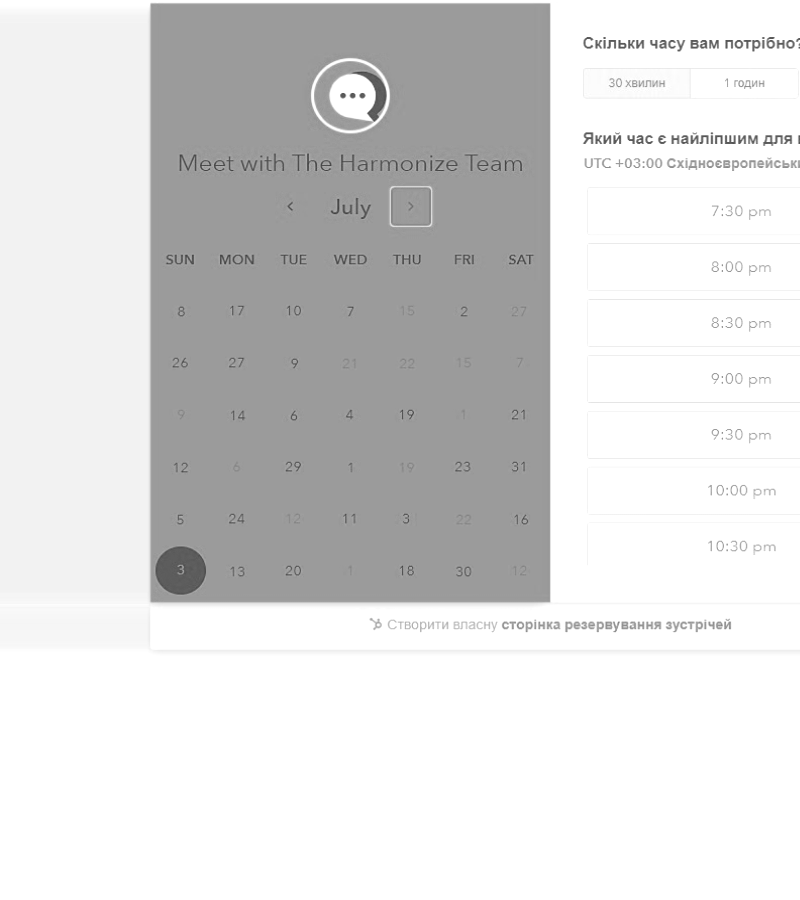 Meet with The Harmonize Team
July
SUN MON TUE WED THU FRI SAT
8 17 10 7 15 2 27
26 27 9 21 22 15 7
9 14 6 4 19 1 21
12 6 29 1 19 23 31
5 24 12 11 3 22 16
3 13 20 1 18 30 12
Скільки часу вам потрібно?
30 хвилин 1 годин
Який час є найліпшим для
UTC +03:00 Східноєвропейськ
7:30 pm
8:00 pm
8:30 pm
9:00 pm
9:30 pm
10:00 pm
10:30 pm
Створити власну сторінка резервування зустрічей